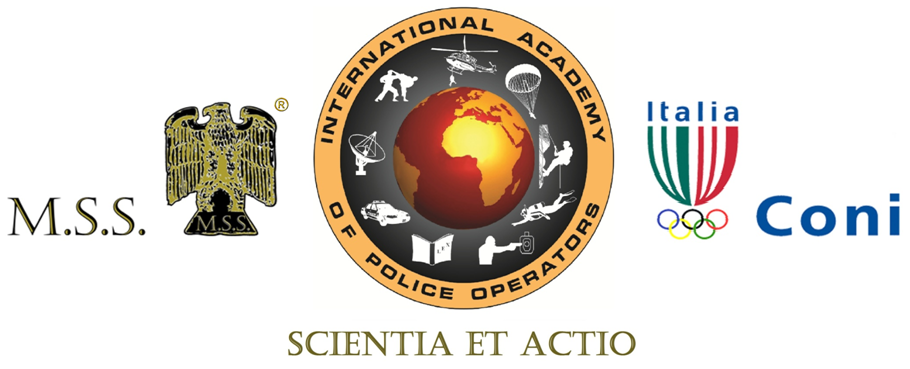 M.S.S.
®
M.S.S.
INTERNATIONAL ACADEMY
OF POLICE OPERATORS
Italia
Coni
SCIENTIA ET ACTIO